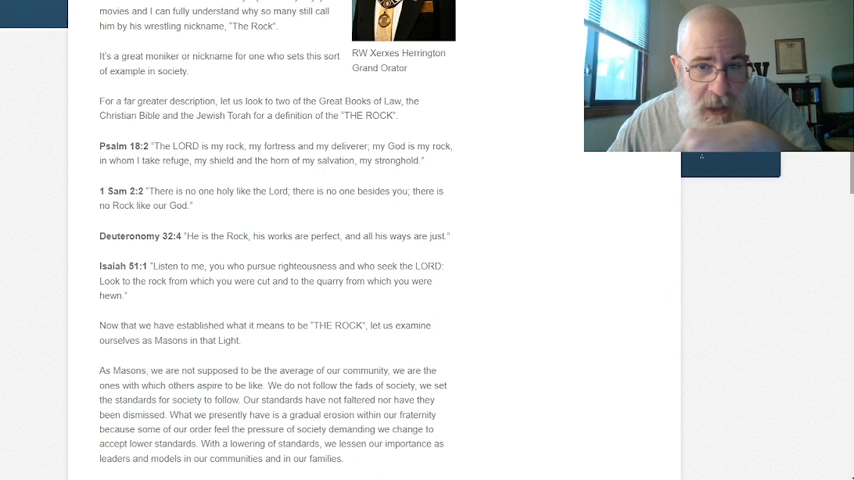 movies and I can fully understand why so many still call
him by his wrestling nickname, "The Rock".
It's a great moniker or nickname for one who sets this sort
of example in society.
RW Xerxes Herrington
Grand Orator
For a far greater description, let us look to two of the Great Books of Law, the
Christian Bible and the Jewish Torah for a definition of the "THE ROCK".
Psalm 18:2 "The LORD is my rock, my fortress and my deliverer; my God is my rock,
in whom I take refuge, my shield and the horn of my salvation, my stronghold."
1 Sam 2:2 "There is no one holy like the Lord; there is no one besides you; there is
no Rock like our God."
Deuteronomy 32:4 "He is the Rock, his works are perfect, and all his ways are just."
Isaiah 51:1 "Listen to me, you who pursue righteousness and who seek the LORD:
Look to the rock from which you were cut and to the quarry from which you were
hewn."
Now that we have established what it means to be "THE ROCK", let us examine
ourselves as Masons in that Light.
As Masons, we are not supposed to be the average of our community, we are the
ones with which others aspire to be like. We do not follow the fads of society, we set
the standards for society to follow. Our standards have not faltered nor have they
been dismissed. What we presently have is a gradual erosion within our fraternity
because some of our order feel the pressure of society demanding we change to
accept lower standards. With a lowering of standards, we lessen our importance as
leaders and models in our communities and in our families.